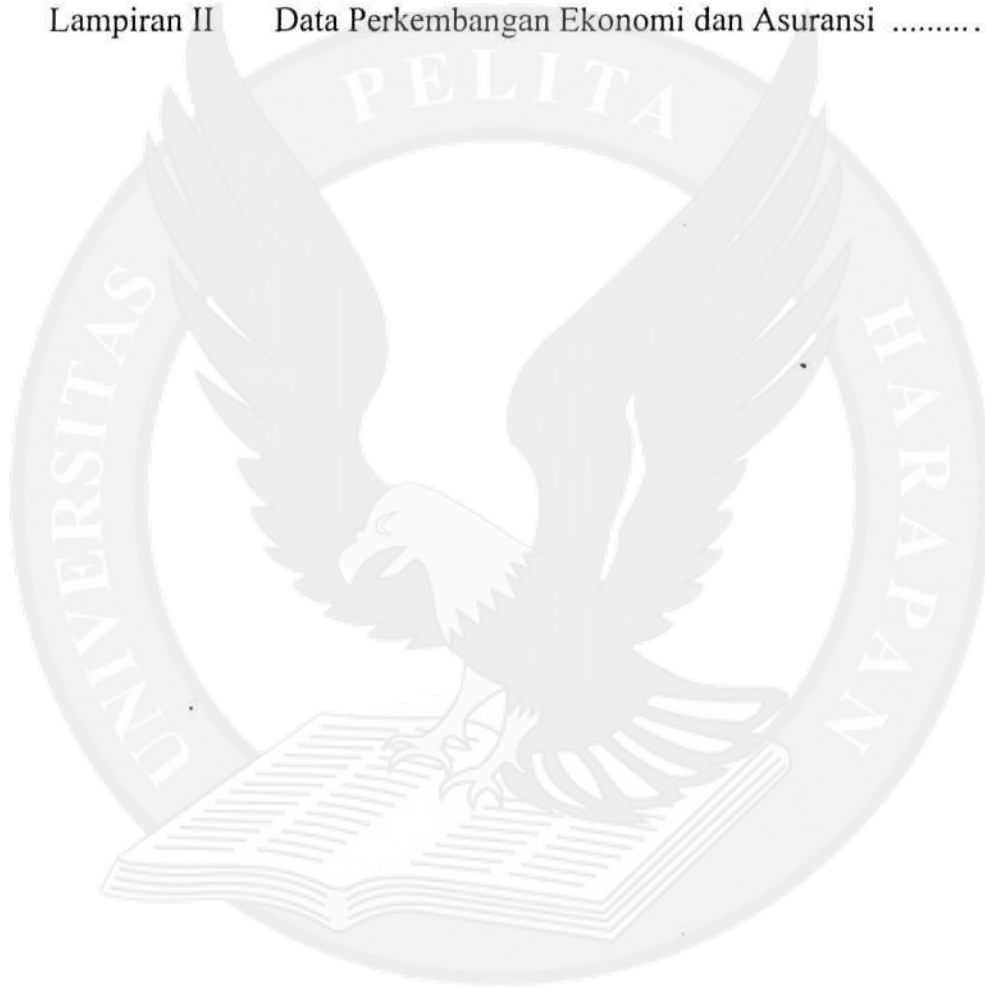 Lampiran II Data Perkembangan Ekonomi dan Asuransi ..........
UNIVERSITAS PELITA HARAPAN